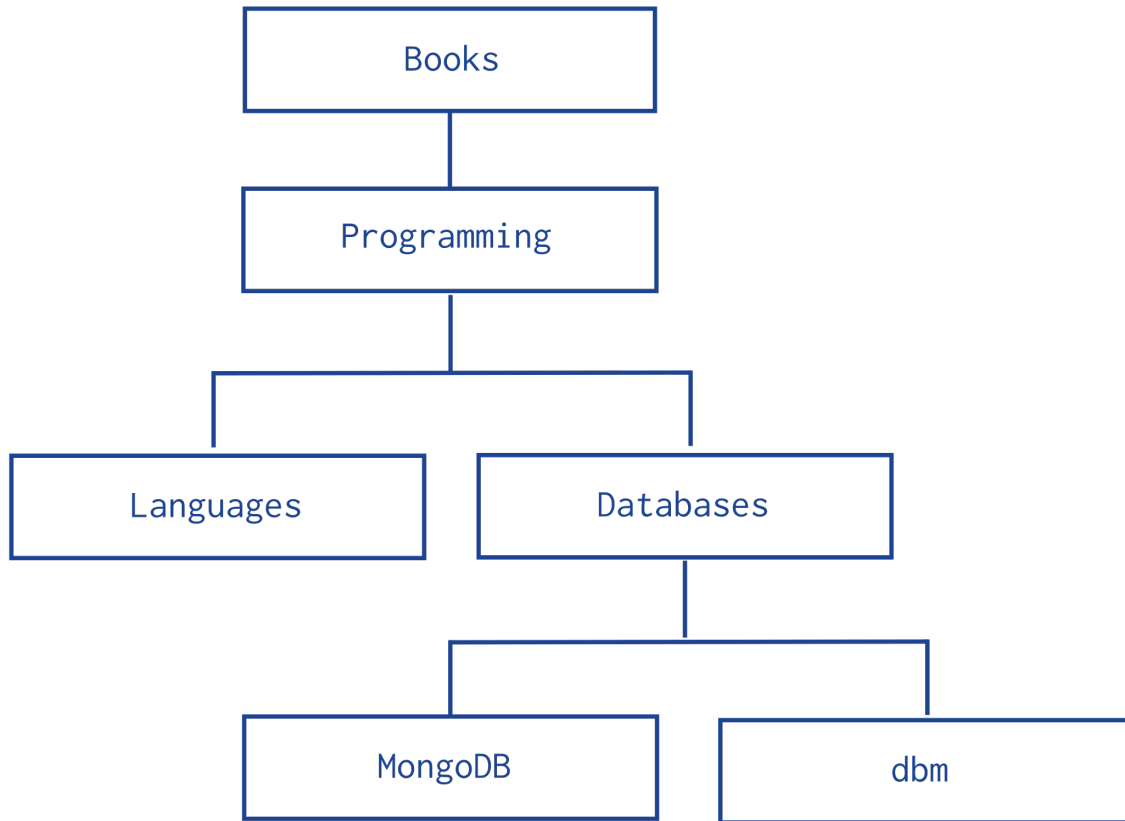 Books
Programming
Languages
Databases
MongoDB
dbm